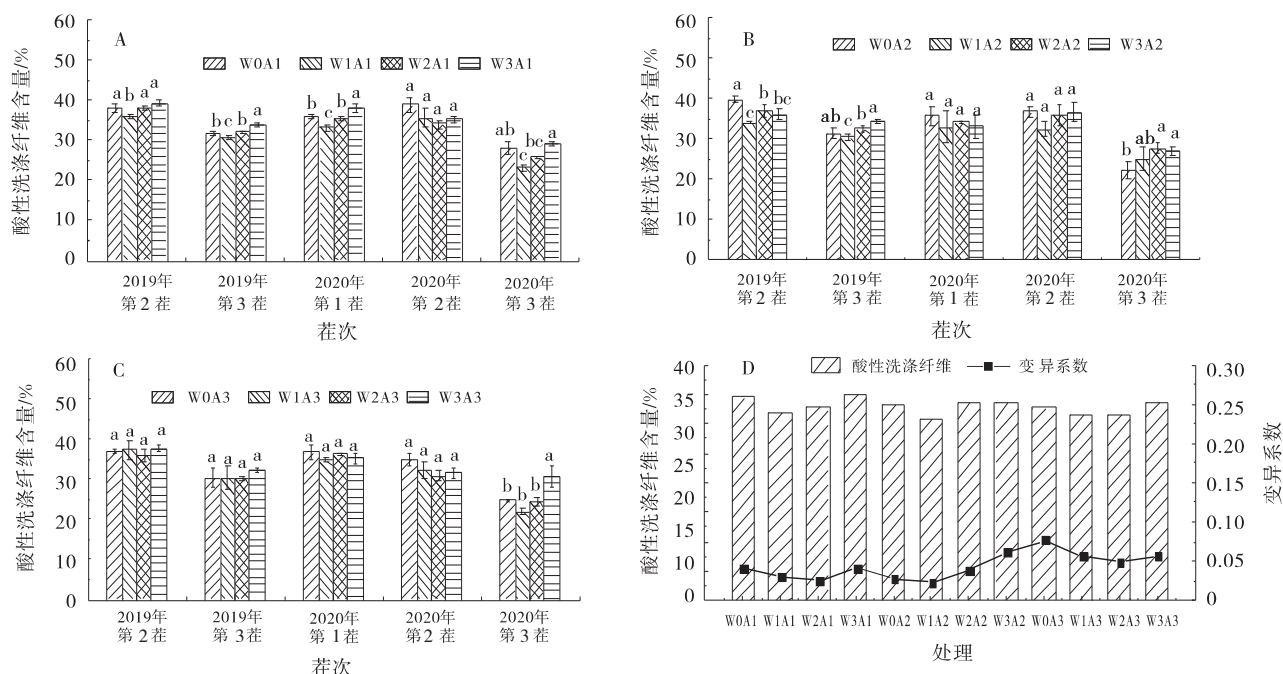 A
酸性洗涤纤维含量/%
60
50
40
30
20
10
0
W0A1 W1A1 W2A1 W3A1
a b a a
b c b a
b c b a
a a a a
ab c bc a
2019年 2019年 2020年 2020年 2020年
第2茬 第3茬 第1茬 第2茬 第3茬
茬次
B
酸性洗涤纤维含量/%
60
50
40
30
20
10
0
W0A2 W1A2 W2A2 W3A2
a c b bc
ab c b a
a a a a
a a a a
b ab a a
2019年 2019年 2020年 2020年 2020年
第2茬 第3茬 第1茬 第2茬 第3茬
茬次
C
酸性洗涤纤维含量/%
60
50
40
30
20
10
0
W0A3 W1A3 W2A3 W3A3
a a a a
a a a a
a a a a
a a a a
b b b a
2019年 2019年 2020年 2020年 2020年
第2茬 第3茬 第1茬 第2茬 第3茬
茬次
D
酸性洗涤纤维含量/%
40
35
30
25
20
15
10
5
0
酸性洗涤纤维 变异系数
0.30
0.25
0.20
0.15
0.10
0.05
0
变异系数
W0A1 W1A1 W2A1 W3A1 W0A2 W1A2 W2A2 W3A2 W0A3 W1A3 W2A3 W3A3
处理